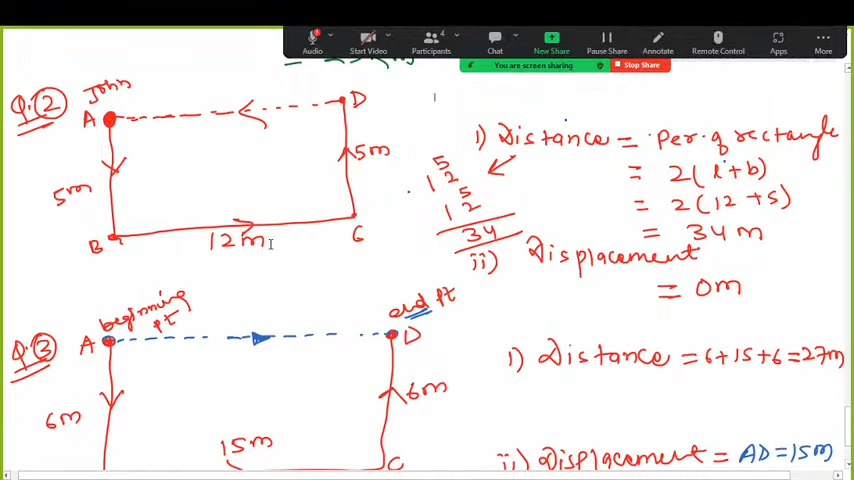 Audio
Start Video
Participants
4
Chat
New Share
Pause Share
Annotate
Remote Control
Apps
More
You are screen sharing
Stop Share
Q.2
John
A
D
5m
5m
B
12m
C
i) Distance = Per. of rectangle
= 2(l+b)
= 2(12+5)
= 34 m
5
12
5
12
34
ii) Displacement
= 0m
Q.3
beginning
pt
end pt
A
D
6m
6m
15m
C
i) Distance = 6+15+6=27m
ii) Displacement = AD=15m